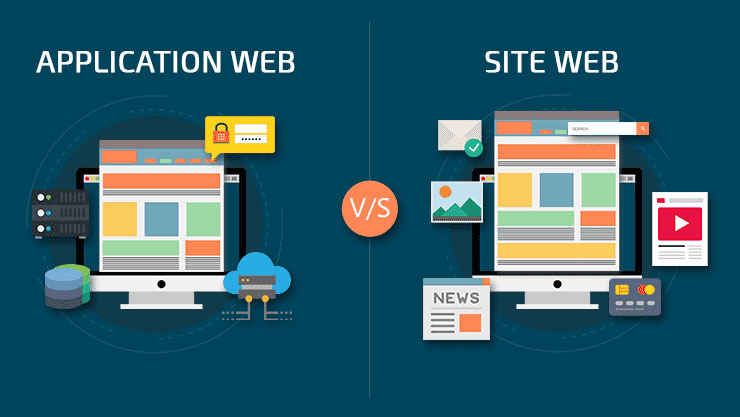 APPLICATION WEB
SITE WEB
V/S
SEARCH
NEWS